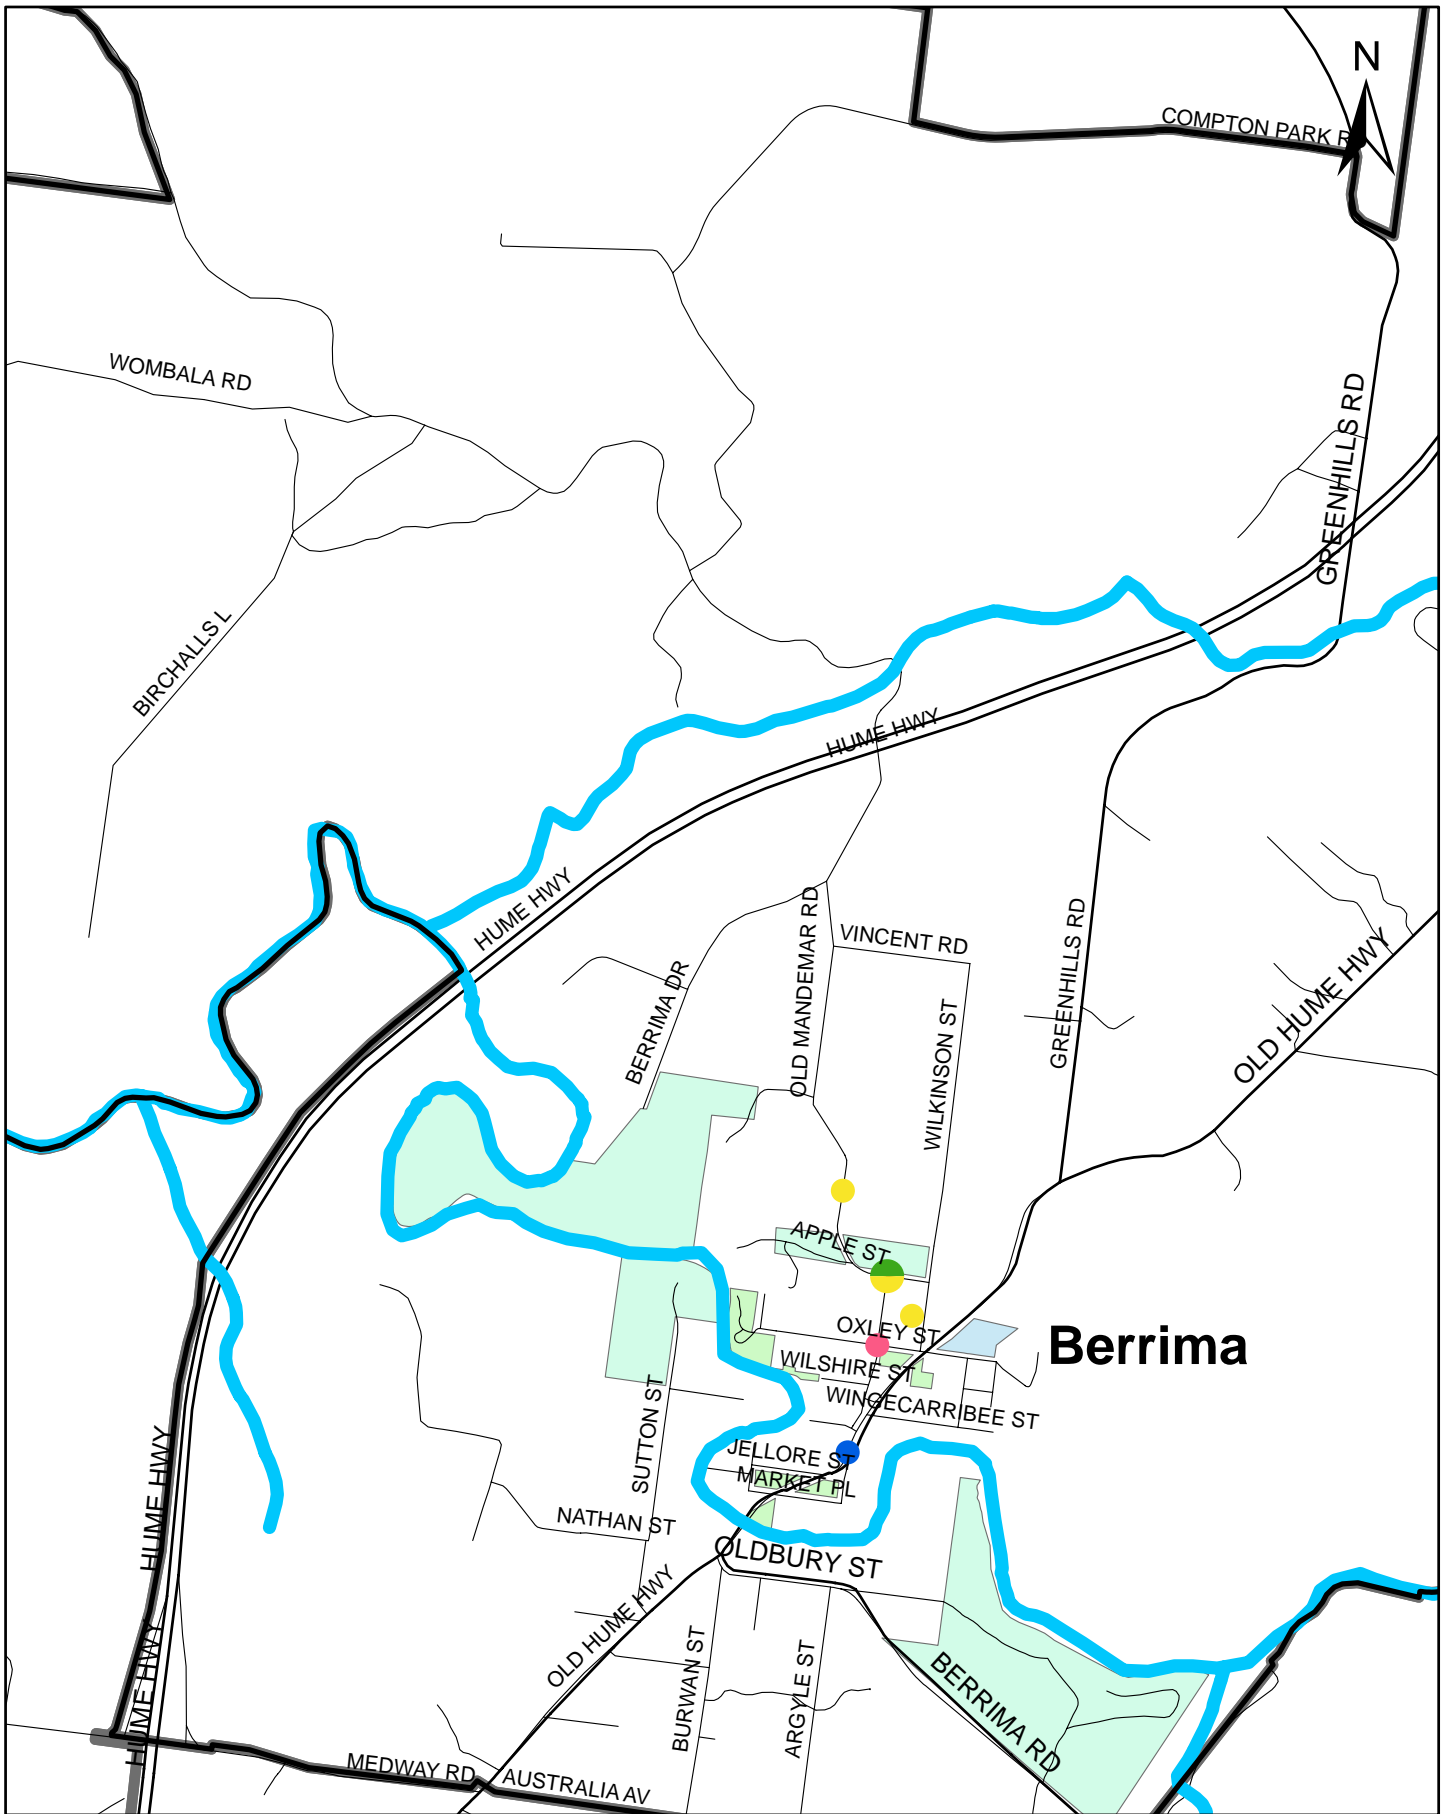 N
COMPTON PARK R
WOMBALA RD
GREENHILLS RD
BIRCHALLS L
HUME HWY
HUME HWY
OLD MANDEMAR RD
VINCENT RD
GREENHILLS RD
BERRIMA DR
OLD HUME HWY
WILKINSON ST
APPLE ST
OXLEY ST
Berrima
WILSHIRE ST
WINGECARRIBEE ST
SUTTON ST
JELLORE ST
MARKET PL
HUME HWY
NATHAN ST
OLDBURY ST
OLD HUME HWY
HUME HWY
BURWAN ST
ARGYLE ST
BERRIMA RD
MEDWAY RD
AUSTRALIA AV